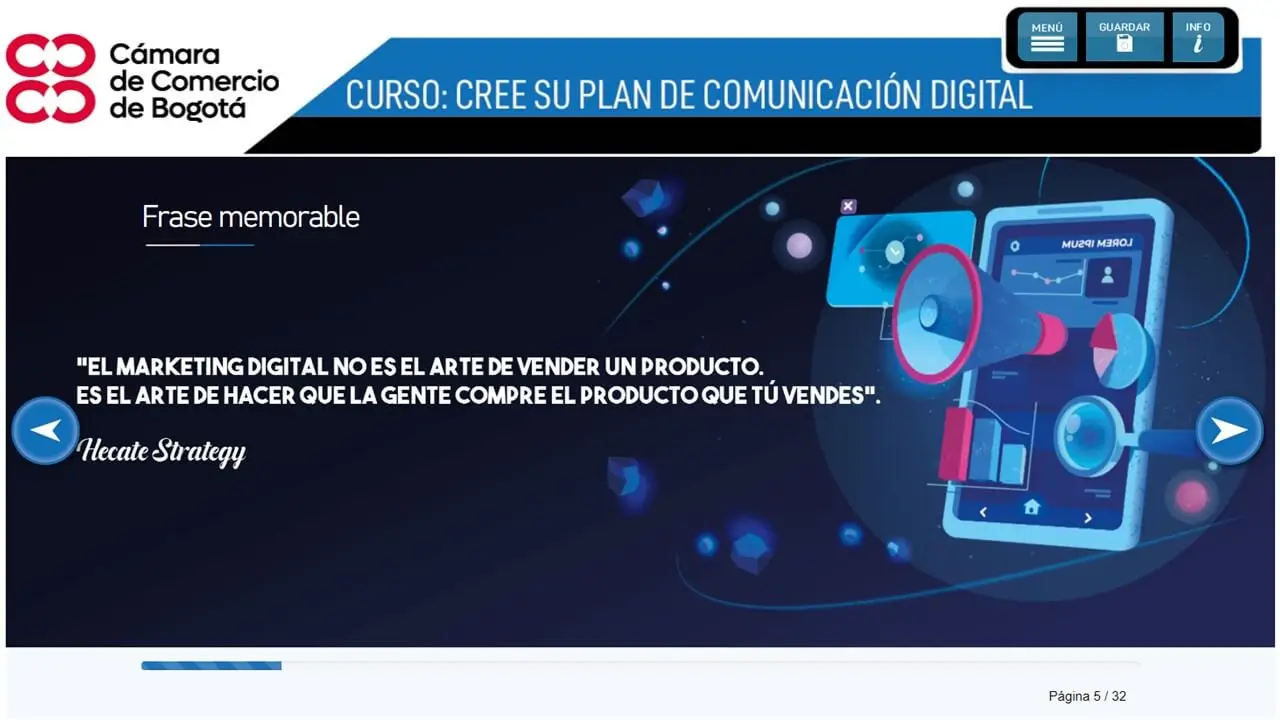 Cámara
de Comercio
de Bogotá
CURSO: CREE SU PLAN DE COMUNICACIÓN DIGITAL
MENÚ
GUARDAR
INFO
Frase memorable
LOREM IPSUM
"EL MARKETING DIGITAL NO ES EL ARTE DE VENDER UN PRODUCTO.
ES EL ARTE DE HACER QUE LA GENTE COMPRE EL PRODUCTO QUE TÚ VENDES".
Hecate Strategy
Página 5 / 32